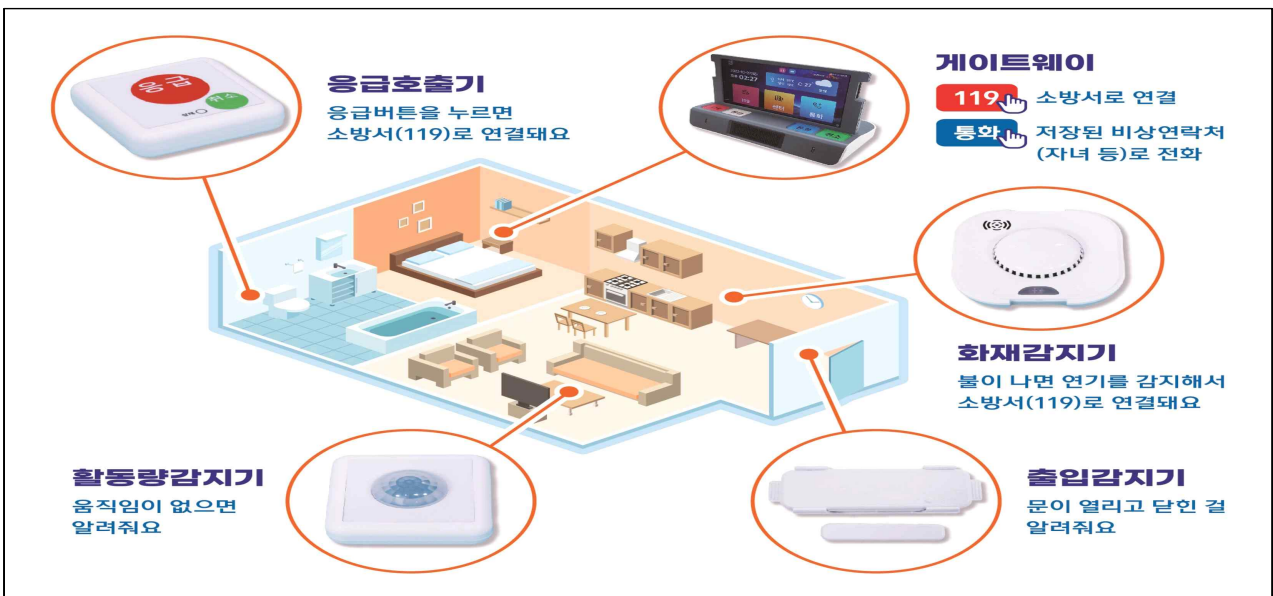 응급
취소
응급호출기
응급버튼을 누르면
소방서(119)로 연결돼요
게이트웨이
119 소방서로 연결
통화 저장된 비상연락처
(자녀 등)로 전화
화재감지기
불이 나면 연기를 감지해서
소방서(119)로 연결돼요
활동량감지기
움직임이 없으면
알려줘요
출입감지기
문이 열리고 닫힌 걸
알려줘요